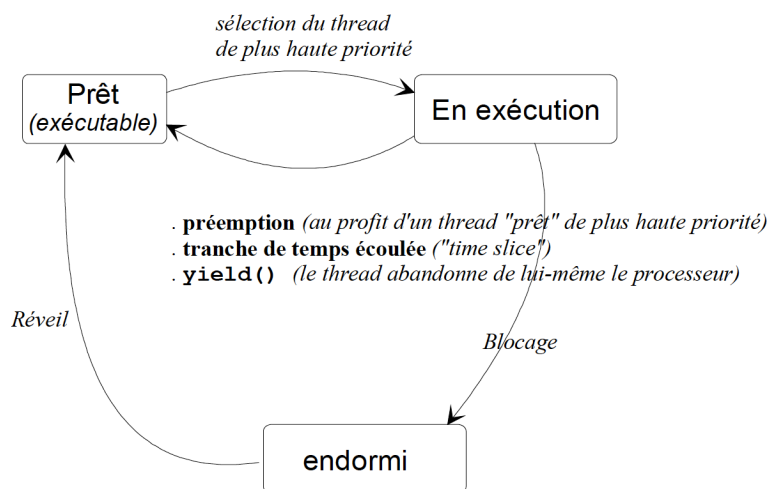 sélection du thread
de plus haute priorité
Prêt
(exécutable)
En exécution
. préemption (au profit d'un thread "prêt" de plus haute priorité)
. tranche de temps écoulée ("time slice")
. yield() (le thread abandonne de lui-même le processeur)
Réveil
Blocage
endormi